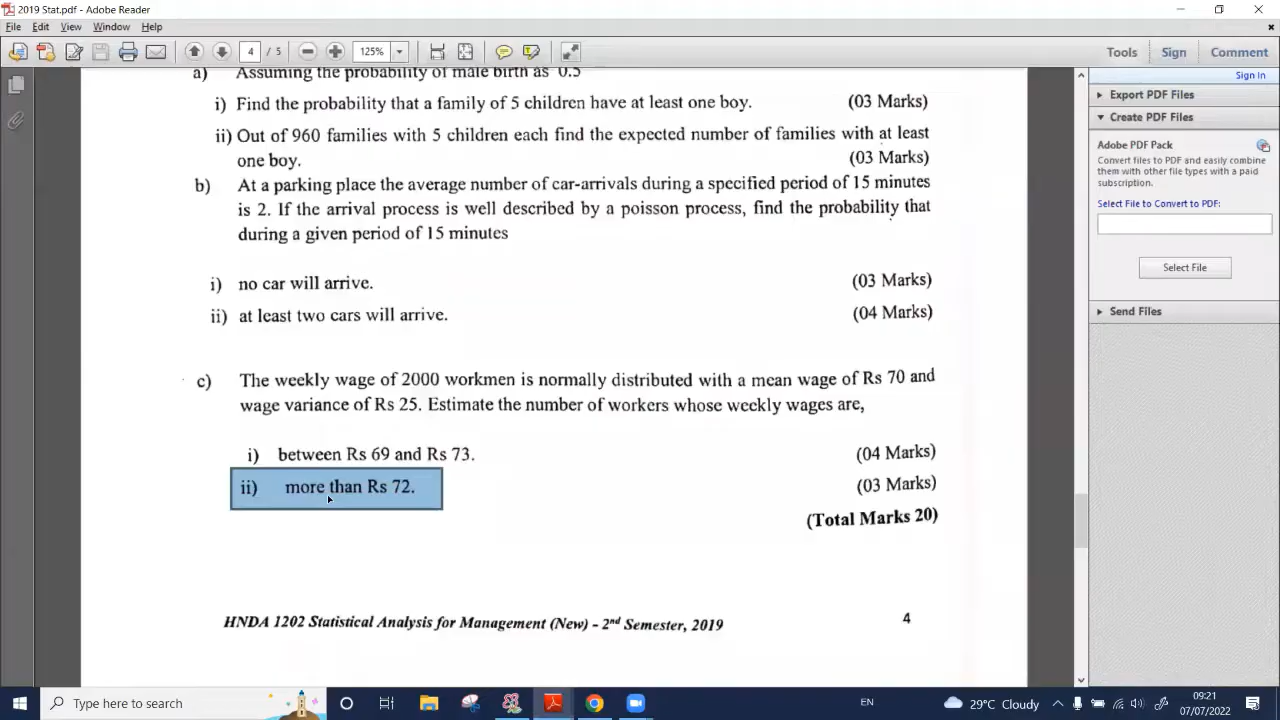 2019 Stat.pdf - Adobe Reader
File Edit View Window Help
4 / 5 125% Tools Sign Comment
Sign In
Export PDF Files
Create PDF Files
Adobe PDF Pack
Convert files to PDF and easily combine
them with other file types with a paid
subscription.
Select File to Convert to PDF:
Select File
Send Files
a) Assuming the probability of male birth as 0.5
i) Find the probability that a family of 5 children have at least one boy. (03 Marks)
ii) Out of 960 families with 5 children each find the expected number of families with at least
one boy. (03 Marks)
b) At a parking place the average number of car-arrivals during a specified period of 15 minutes
is 2. If the arrival process is well described by a poisson process, find the probability that
during a given period of 15 minutes
i) no car will arrive. (03 Marks)
ii) at least two cars will arrive. (04 Marks)
c) The weekly wage of 2000 workmen is normally distributed with a mean wage of Rs 70 and
wage variance of Rs 25. Estimate the number of workers whose weekly wages are,
i) between Rs 69 and Rs 73. (04 Marks)
ii) more than Rs 72. (03 Marks)
(Total Marks 20)
HNDA 1202 Statistical Analysis for Management (New) - 2nd Semester, 2019 4
Type here to search
EN
29°C Cloudy
09:21
07/07/2022